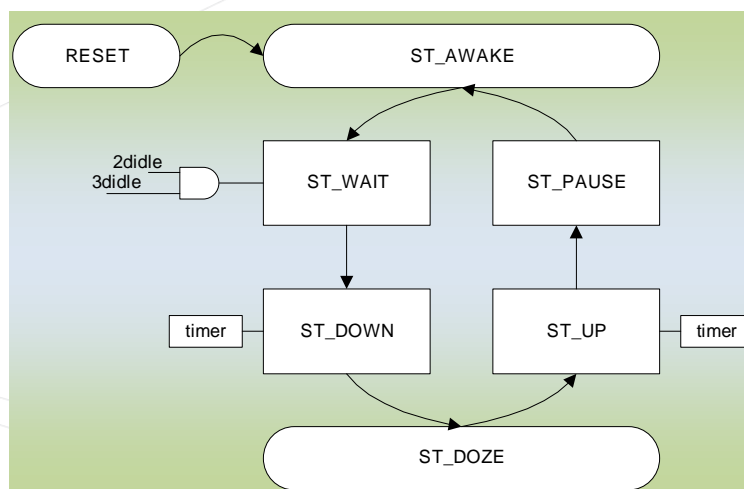 RESET
ST_AWAKE
2didle
3didle
ST_WAIT
ST_PAUSE
timer
ST_DOWN
ST_UP
timer
ST_DOZE